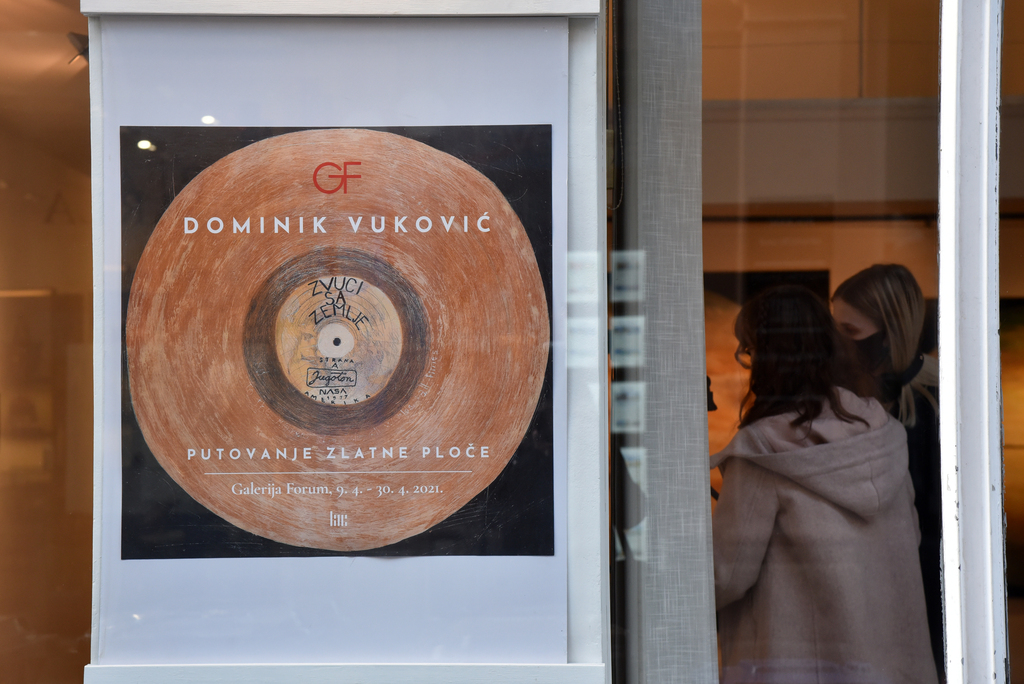 GF
DOMINIK VUKOVIĆ
ZVUCI
SA
ZEMLJE
STRANA
A
Jugoton
NASA
AMERIKA
PUTOVANJE ZLATNE PLOČE
Galerija Forum, 9. 4. - 30. 4. 2021.